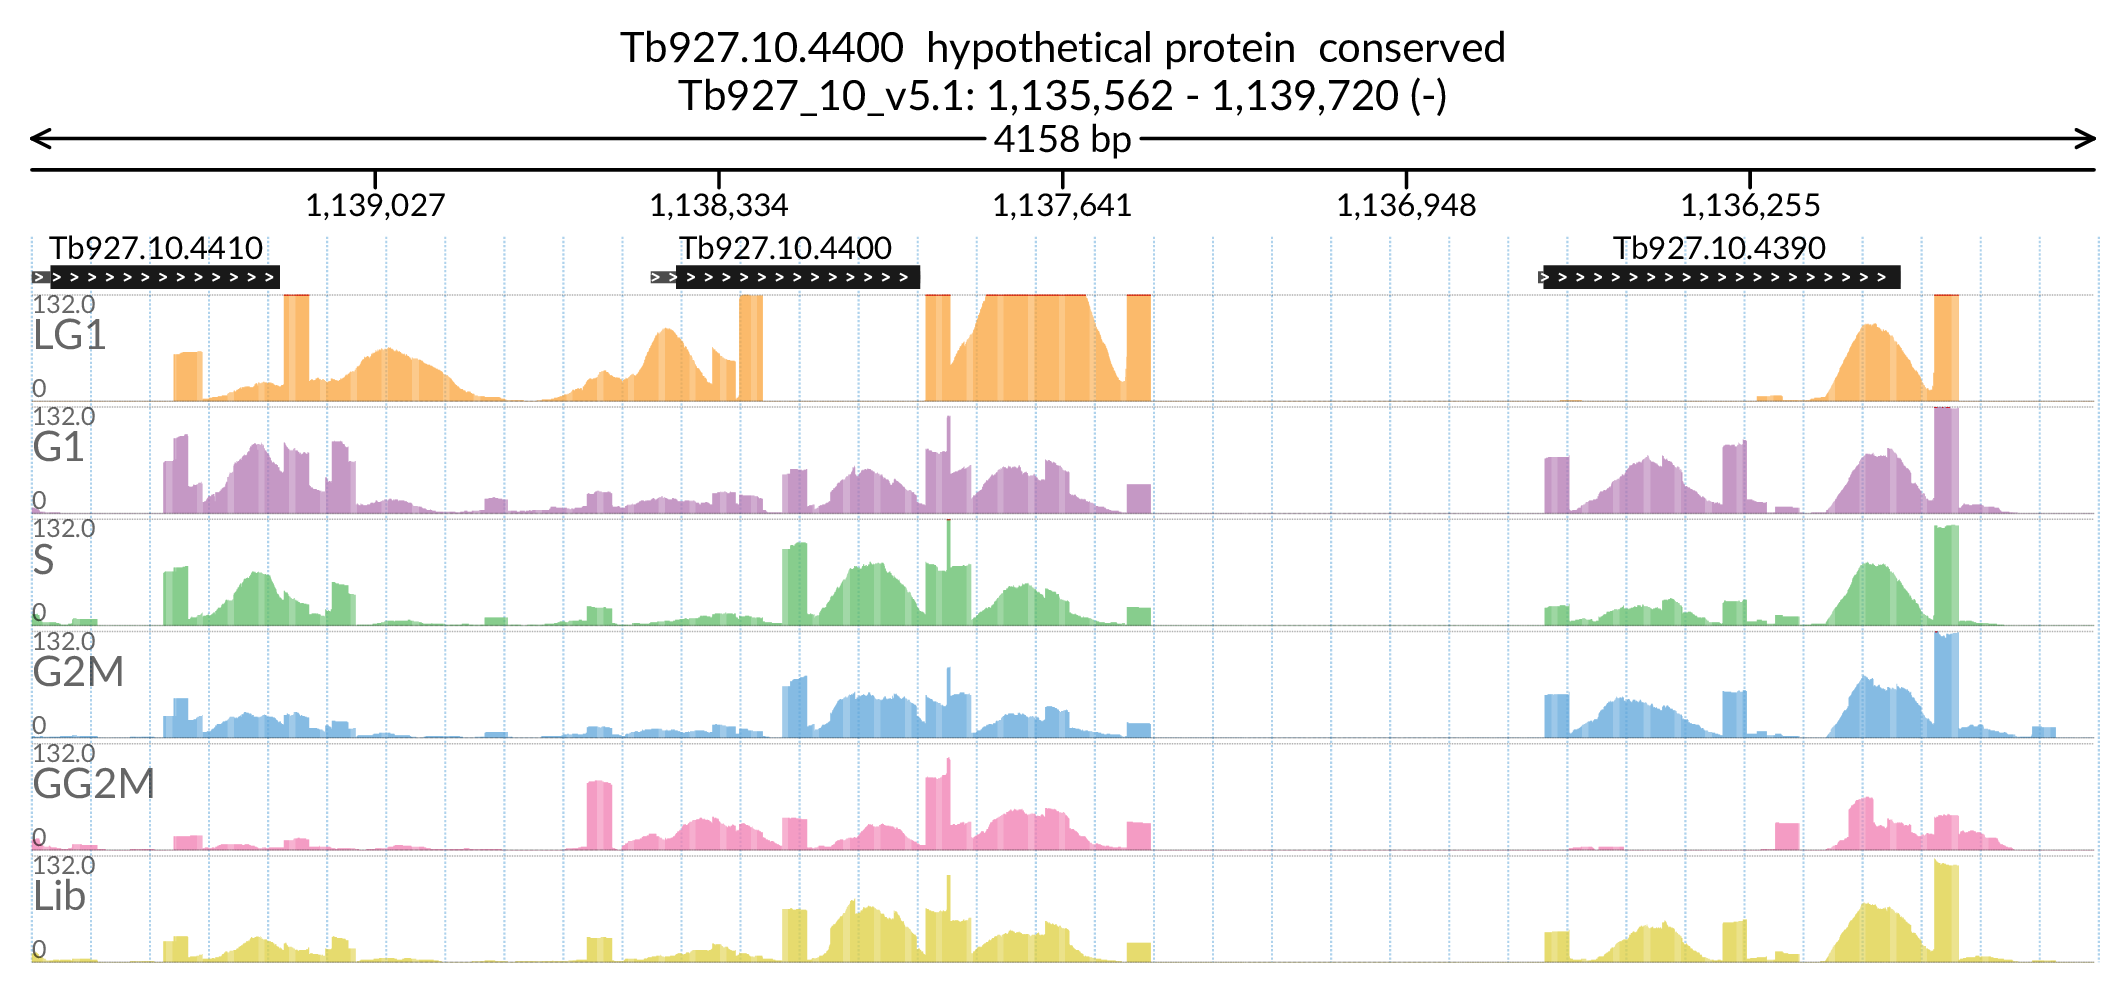 Tb927.10.4400  hypothetical protein  conserved
Tb927_10_v5.1: 1,135,562 - 1,139,720 (-)
4158 bp
1,139,027 1,138,334 1,137,641 1,136,948 1,136,255
Tb927.10.4410 Tb927.10.4400 Tb927.10.4390
132.0
LG1
0
132.0
G1
0
132.0
S
0
132.0
G2M
0
132.0
GG2M
0
132.0
Lib
0